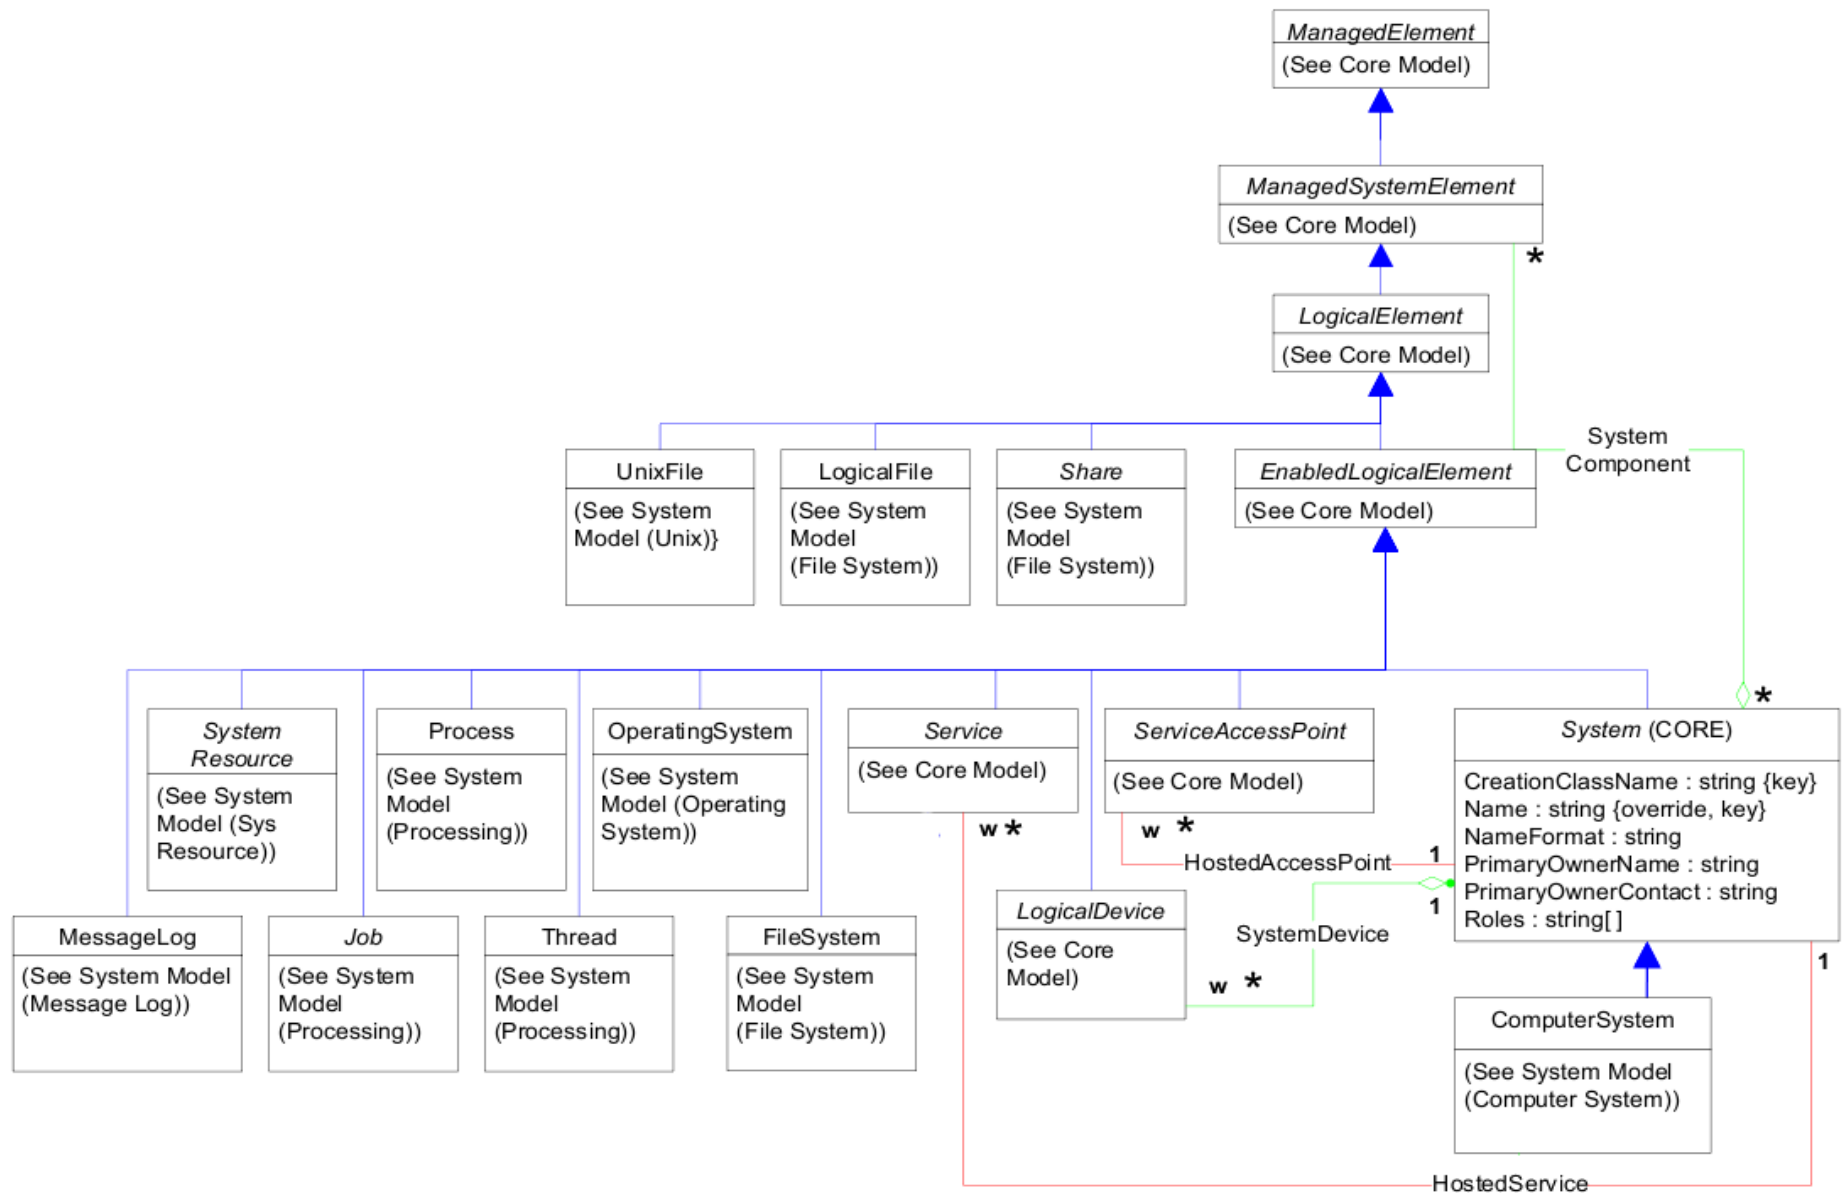 ManagedElement
(See Core Model)
ManagedSystemElement
(See Core Model)
*
LogicalElement
(See Core Model)
System
Component
UnixFile
(See System
Model (Unix)}
LogicalFile
(See System
Model
(File System))
Share
(See System
Model
(File System))
EnabledLogicalElement
(See Core Model)
*
System
Resource
(See System
Model (Sys
Resource))
Process
(See System
Model
(Processing))
OperatingSystem
(See System
Model (Operating
System))
Service
(See Core Model)
w *
ServiceAccessPoint
(See Core Model)
w *
HostedAccessPoint
1
System (CORE)
CreationClassName : string {key}
Name : string {override, key}
NameFormat : string
PrimaryOwnerName : string
PrimaryOwnerContact : string
Roles : string[ ]
1
SystemDevice
w *
1
MessageLog
(See System Model
(Message Log))
Job
(See System
Model
(Processing))
Thread
(See System
Model
(Processing))
FileSystem
(See System
Model
(File System))
LogicalDevice
(See Core
Model)
ComputerSystem
(See System Model
(Computer System))
HostedService